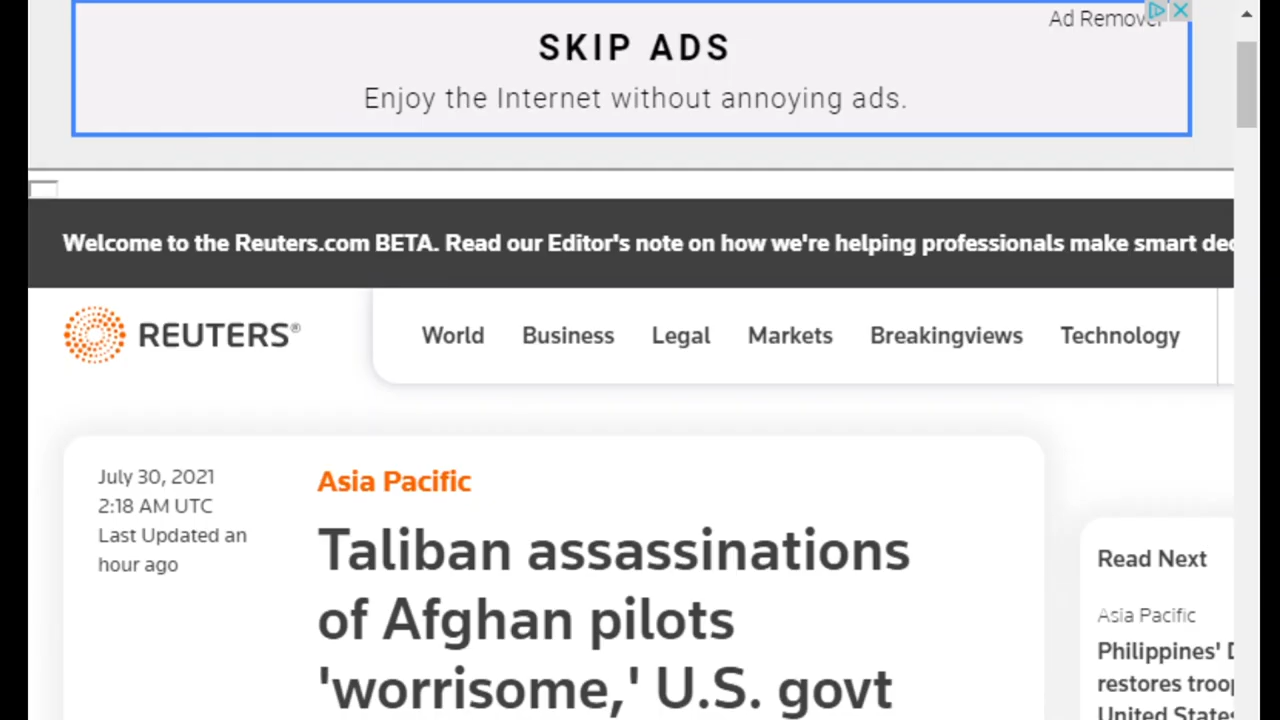 Ad Remover
SKIP ADS
Enjoy the Internet without annoying ads.
Welcome to the Reuters.com BETA. Read our Editor's note on how we're helping professionals make smart
REUTERS®
World Business Legal Markets Breakingviews Technology
July 30, 2021
2:18 AM UTC
Last Updated an
hour ago
Asia Pacific
Taliban assassinations
of Afghan pilots
'worrisome,' U.S. govt
Read Next
Asia Pacific
Philippines'
restores
United States